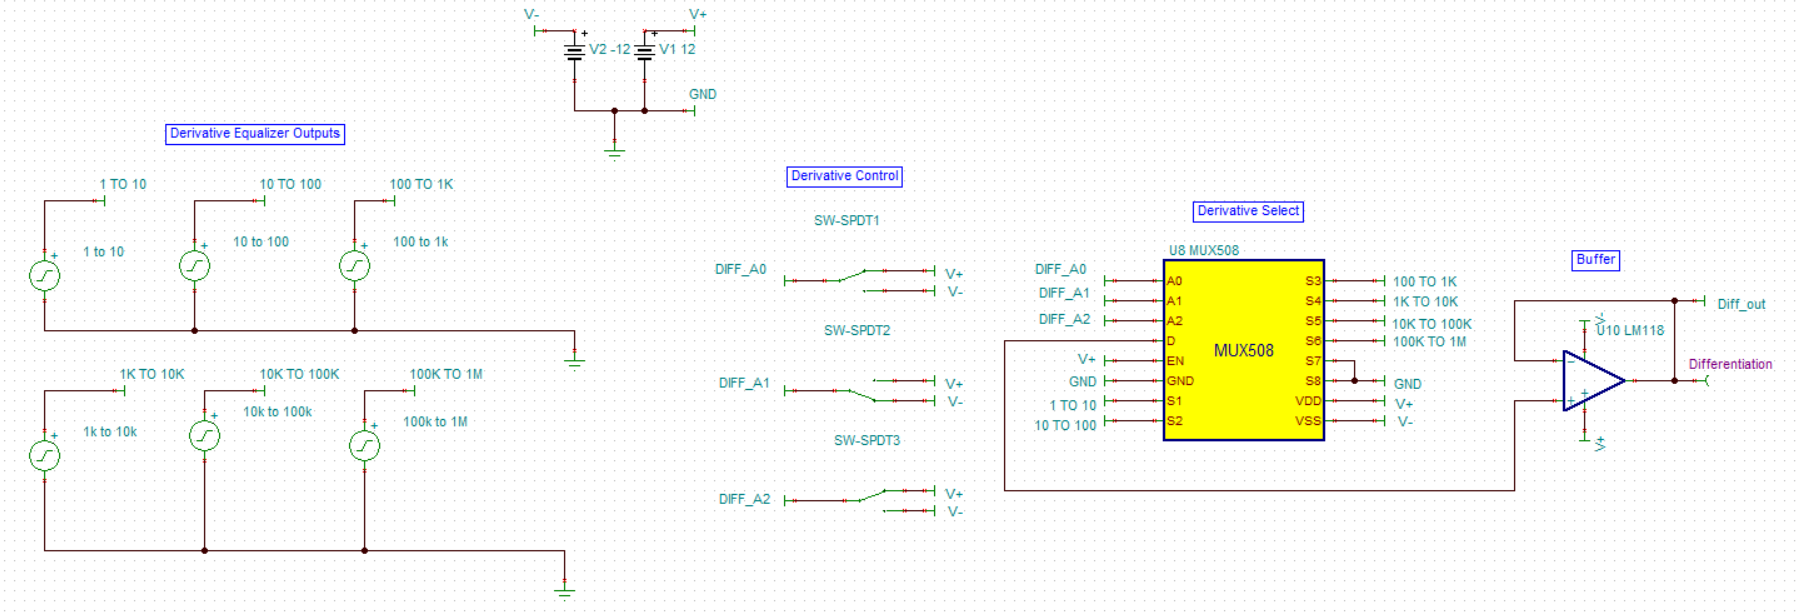 V-
V+
V2 -12
V1 12
GND
Derivative Equalizer Outputs
1 TO 10
10 TO 100
100 TO 1K
1 to 10
10 to 100
100 to 1k
1K TO 10K
10K TO 100K
100K TO 1M
1k to 10k
10k to 100k
100k to 1M
Derivative Control
SW-SPDT1
DIFF_A0
V+
V-
SW-SPDT2
DIFF_A1
V+
V-
SW-SPDT3
DIFF_A2
V+
V-
Derivative Select
U8 MUX508
DIFF_A0
DIFF_A1
DIFF_A2
V+
GND
1 TO 10
10 TO 100
A0
A1
A2
D
EN
GND
S1
S2
MUX508
S3
S4
S5
S6
S7
S8
VDD
VSS
100 TO 1K
1K TO 10K
10K TO 100K
100K TO 1M
GND
V+
V-
Buffer
Diff_out
V-
U10 LM118
Differentiation
V+